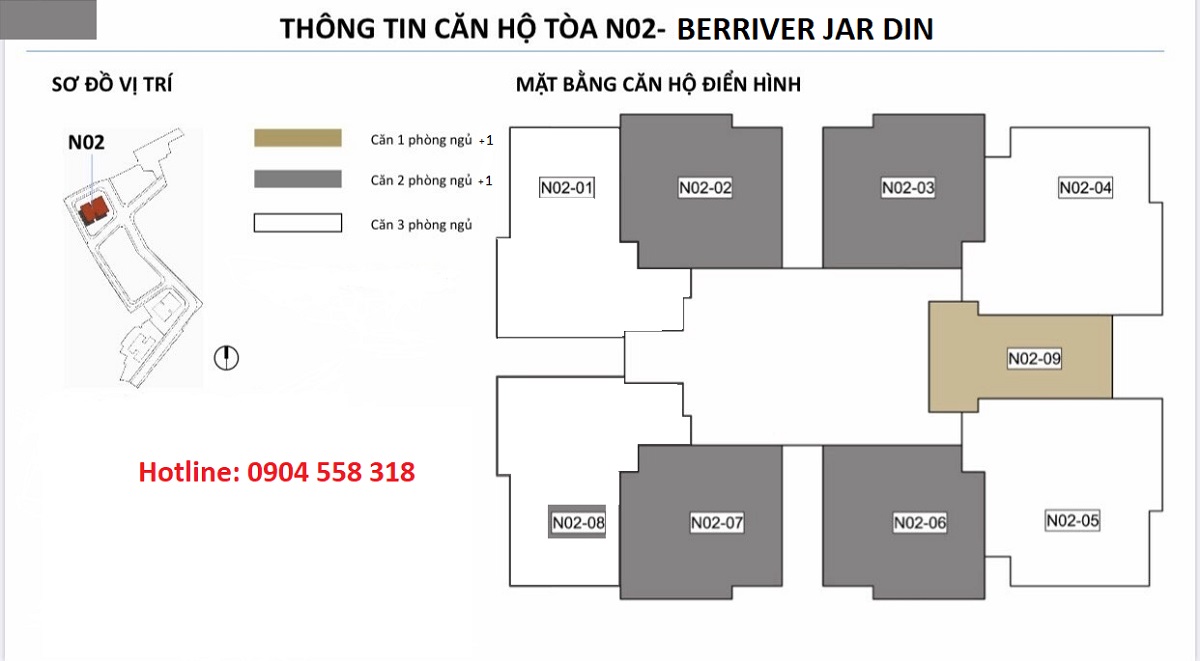 THÔNG TIN CĂN HỘ TÒA N02- BERRIVER JAR DIN
SƠ ĐỒ VỊ TRÍ
MẶT BẰNG CĂN HỘ ĐIỂN HÌNH
N02
Căn 1 phòng ngủ +1
Căn 2 phòng ngủ +1
Căn 3 phòng ngủ
N02-01
N02-02
N02-03
N02-04
N02-09
Hotline: 0904 558 318
N02-08
N02-07
N02-06
N02-05